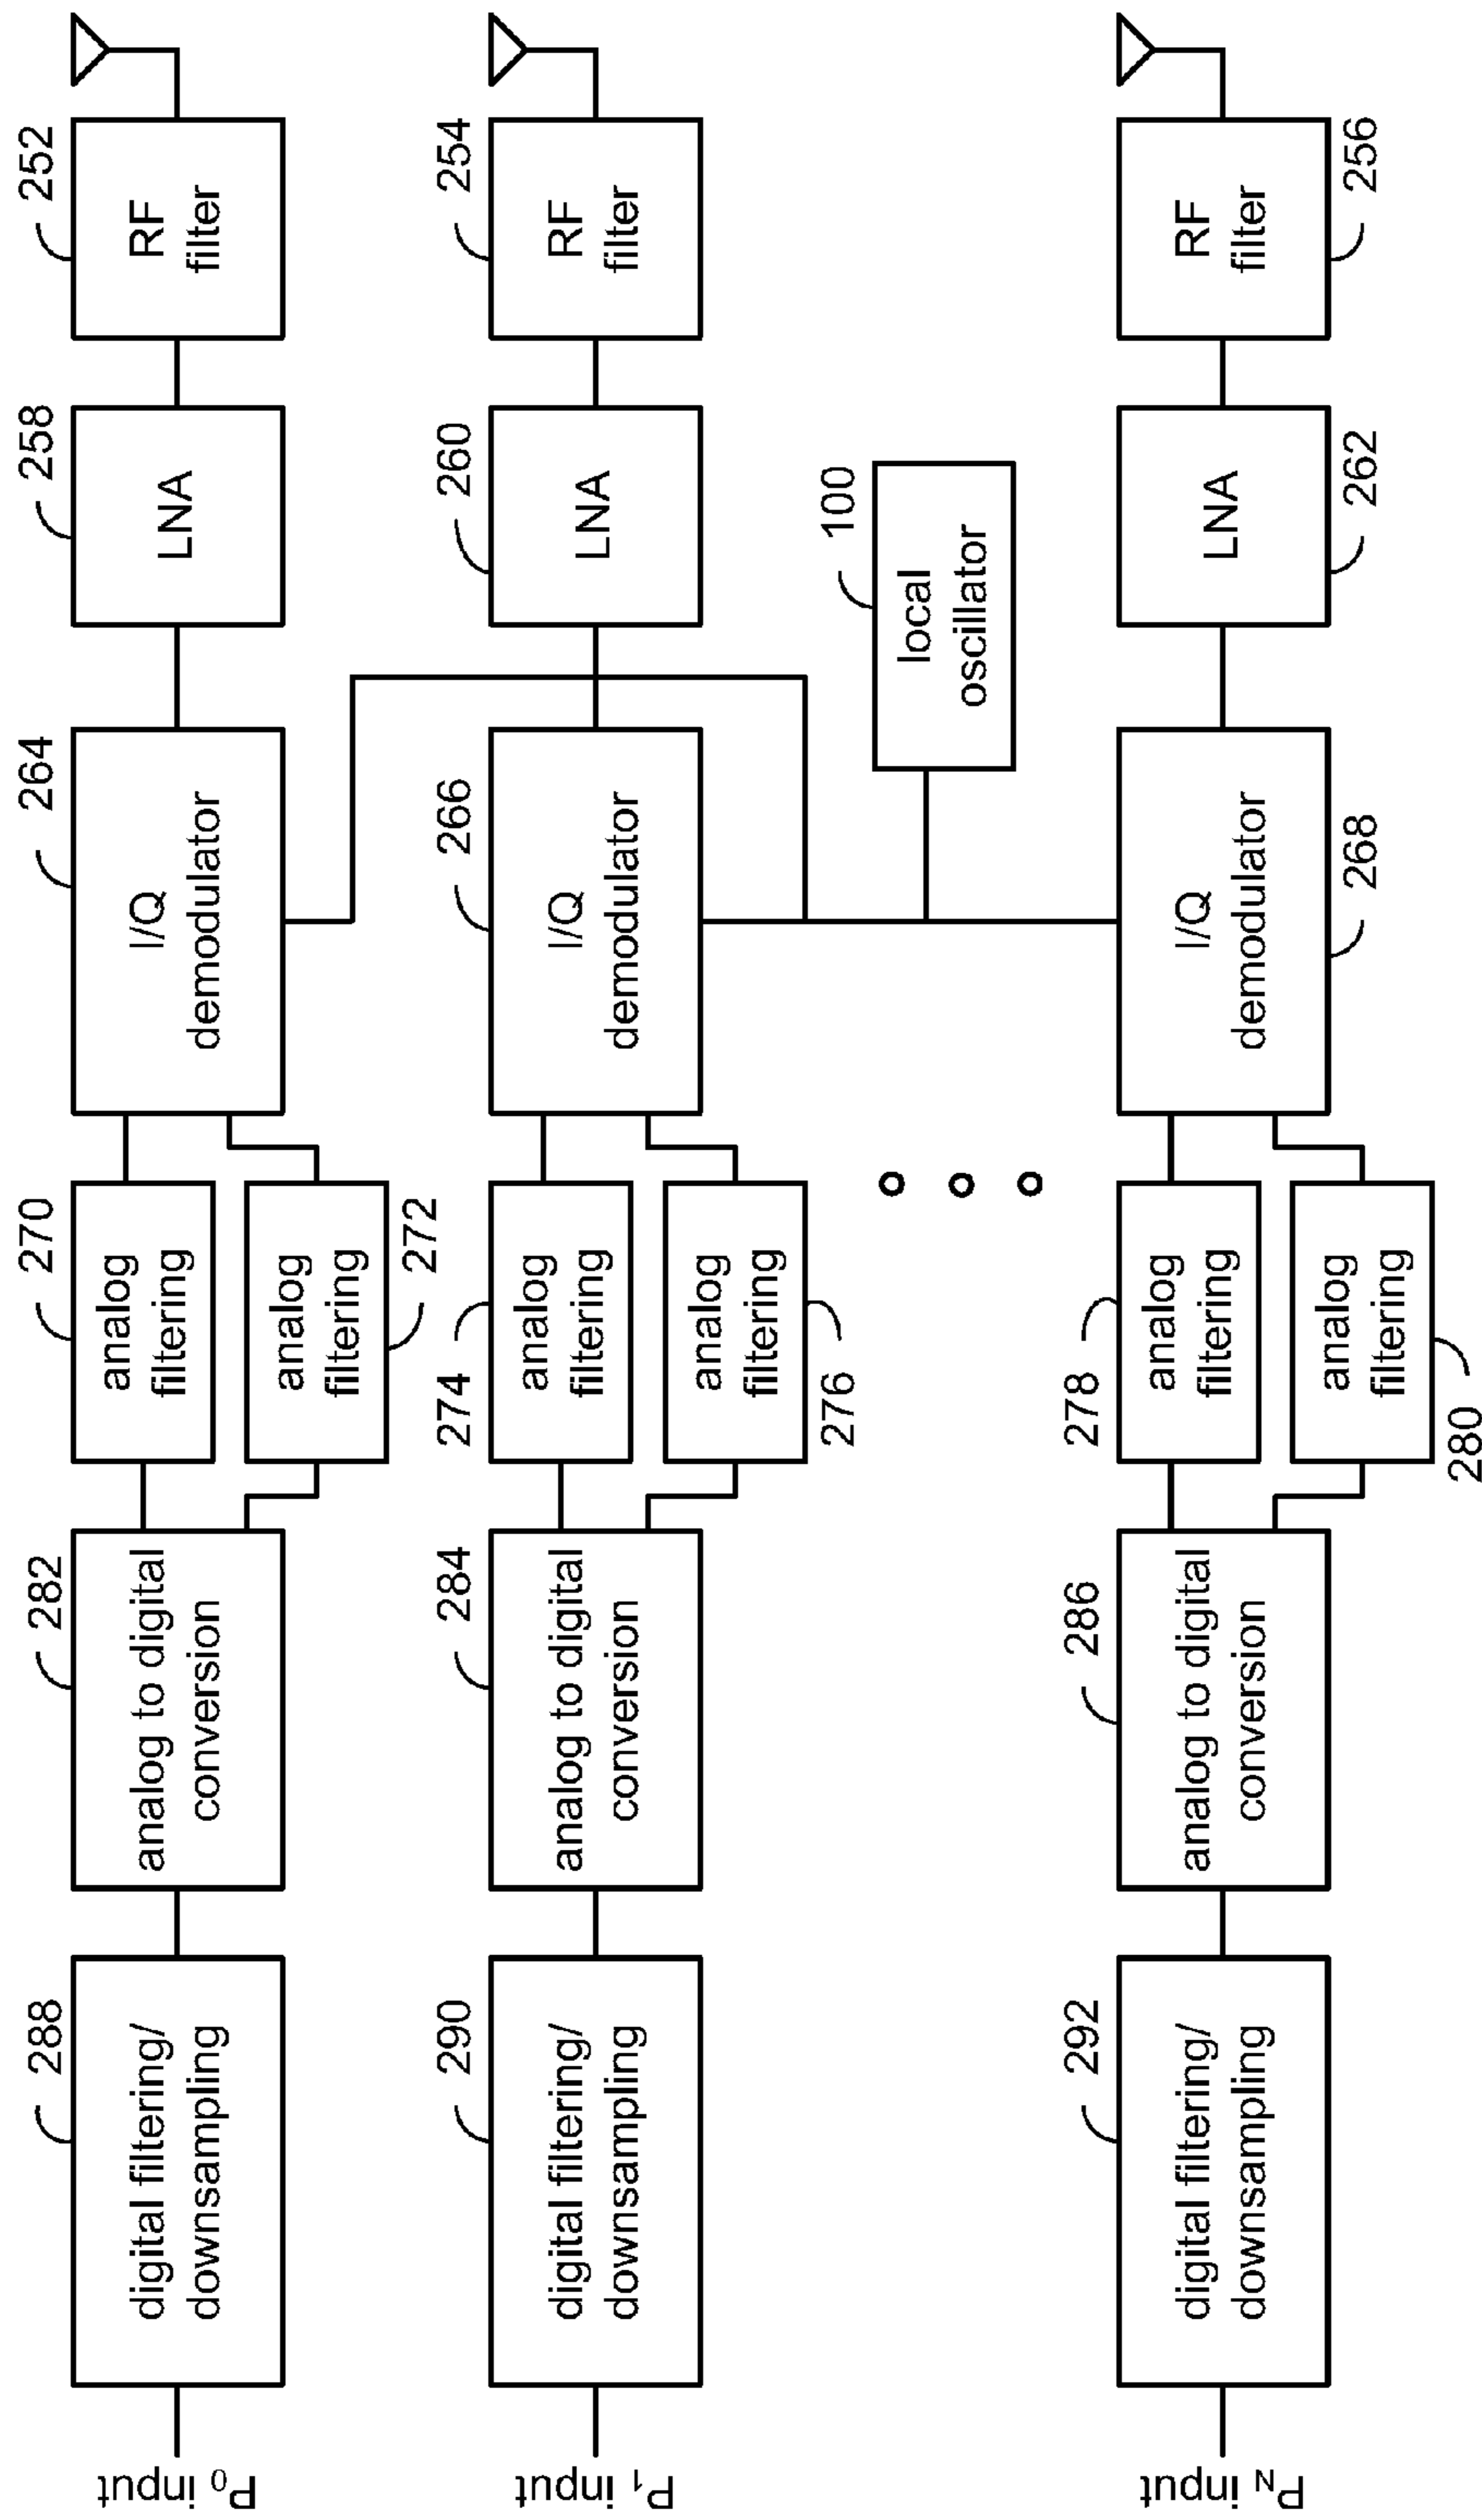 252
RF
filter
258
LNA
264
I/Q
demodulator
270
analog
filtering
analog
filtering
272
282
analog to digital
conversion
288
digital filtering/
downsampling
P0 input
254
RF
filter
260
LNA
266
I/Q
demodulator
274
analog
filtering
analog
filtering
276
284
analog to digital
conversion
290
digital filtering/
downsampling
P1 input
100
local
oscillator
256
RF
filter
262
LNA
268
I/Q
demodulator
278
analog
filtering
analog
filtering
280
286
analog to digital
conversion
292
digital filtering/
downsampling
PN input